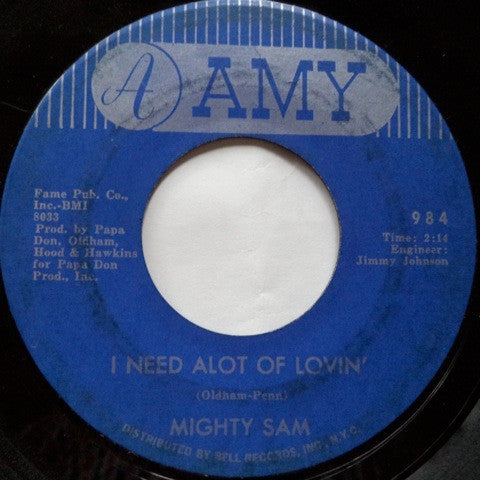 A AMY
Fame Pub. Co.,
Inc.-BMI
8033
Prod. by Papa
Don, Oldham,
Hood & Hawkins
for Papa Don
Prod., Inc.
984
Time: 2:14
Engineer:
Jimmy Johnson
I NEED ALOT OF LOVIN'
(Oldham-Penn)
MIGHTY SAM
DISTRIBUTED BY BELL RECORDS, INC., N.Y.C.